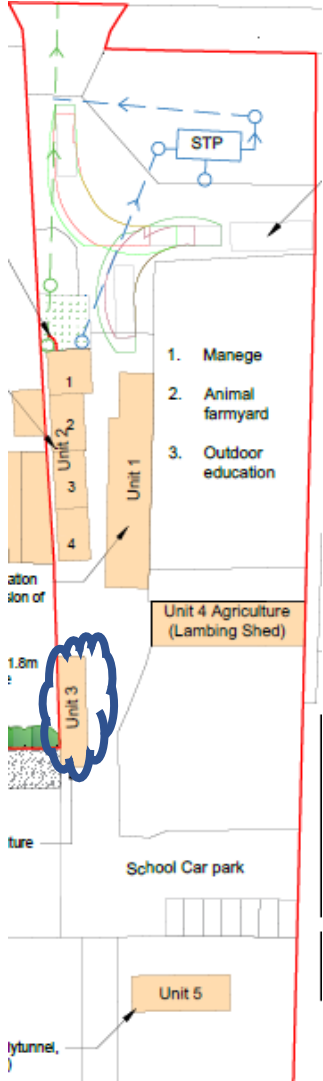 STP
1. Manege
2. Animal
farmyard
3. Outdoor
education
1
2
3
4
Unit 2
Unit 1
ation
sion of
Unit 4 Agriculture
(Lambing Shed)
1.8m
e
Unit 3
ture
School Car park
Unit 5
lytunnel,
)